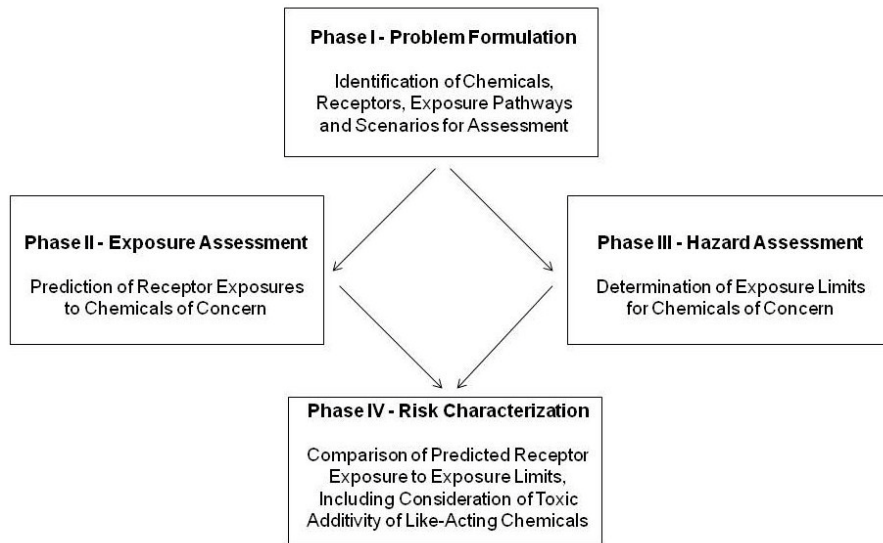 Phase I - Problem Formulation
Identification of Chemicals,
Receptors, Exposure Pathways
and Scenarios for Assessment
Phase II - Exposure Assessment
Prediction of Receptor Exposures
to Chemicals of Concern
Phase III - Hazard Assessment
Determination of Exposure Limits
for Chemicals of Concern
Phase IV - Risk Characterization
Comparison of Predicted Receptor
Exposure to Exposure Limits,
Including Consideration of Toxic
Additivity of Like-Acting Chemicals